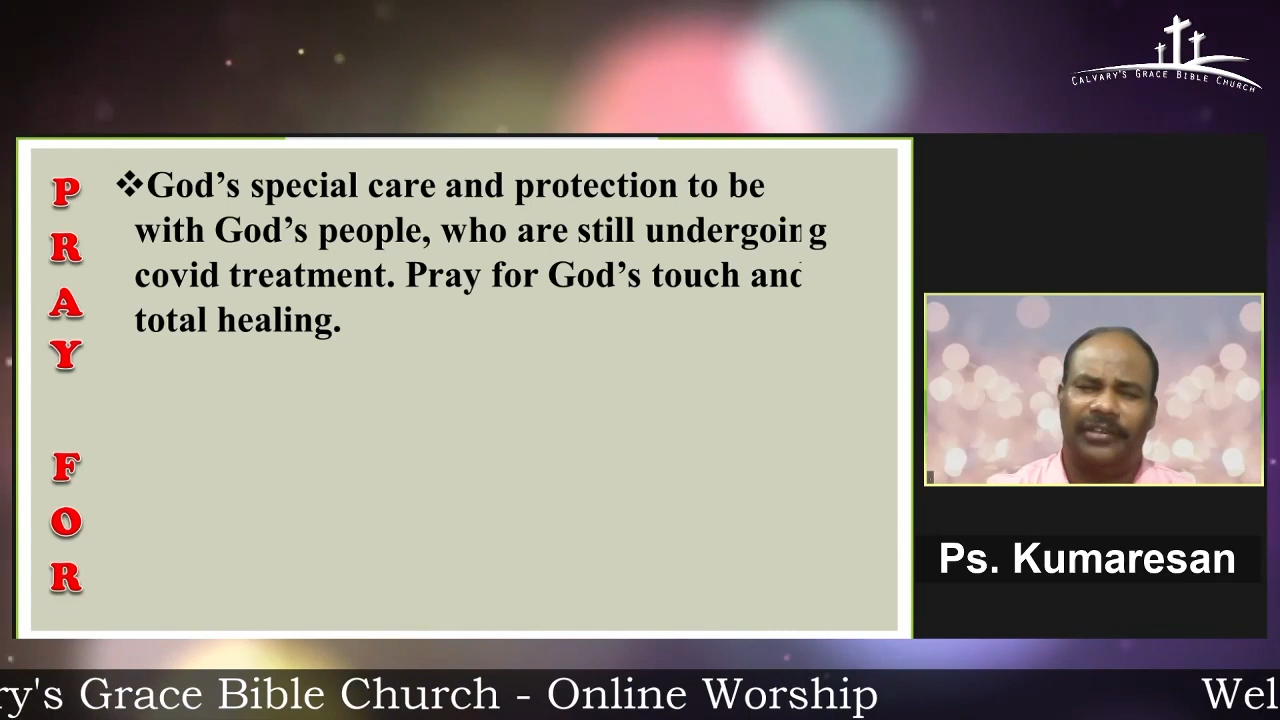 CALVARY'S GRACE BIBLE CHURCH
P
R
A
Y
F
O
R
❖God’s special care and protection to be
with God’s people, who are still undergoing
covid treatment. Pray for God’s touch and
total healing.
Ps. Kumaresan
ry's Grace Bible Church - Online Worship
Wel